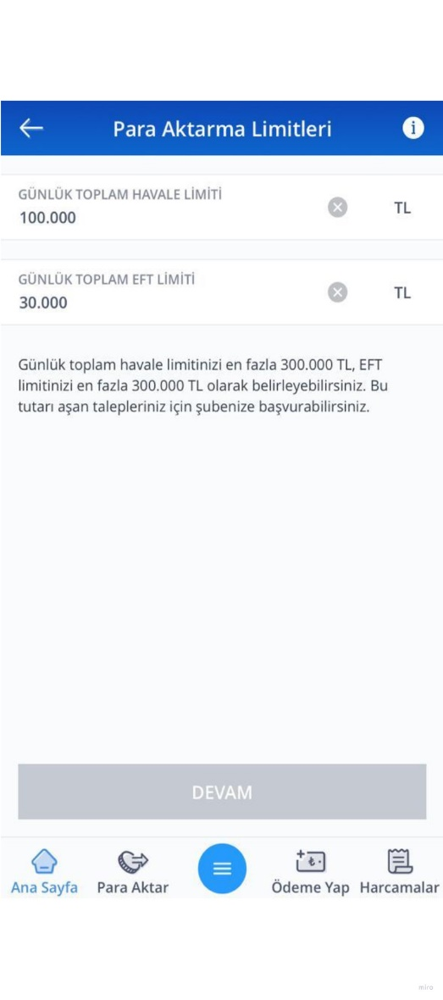 Para Aktarma Limitleri
i
GÜNLÜK TOPLAM HAVALE LİMİTİ
100.000
TL
GÜNLÜK TOPLAM EFT LİMİTİ
30.000
TL
Günlük toplam havale limitinizi en fazla 300.000 TL, EFT
limitinizi en fazla 300.000 TL olarak belirleyebilirsiniz. Bu
tutarı aşan talepleriniz için şubenize başvurabilirsiniz.
DEVAM
Ana Sayfa
Para Aktar
Ödeme Yap
Harcamalar
miro